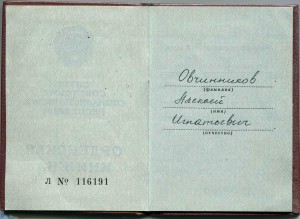 Овчинников
(фамилия)
Алексей
(имя)
Игнатьевич
(отчество)
Л № 116191